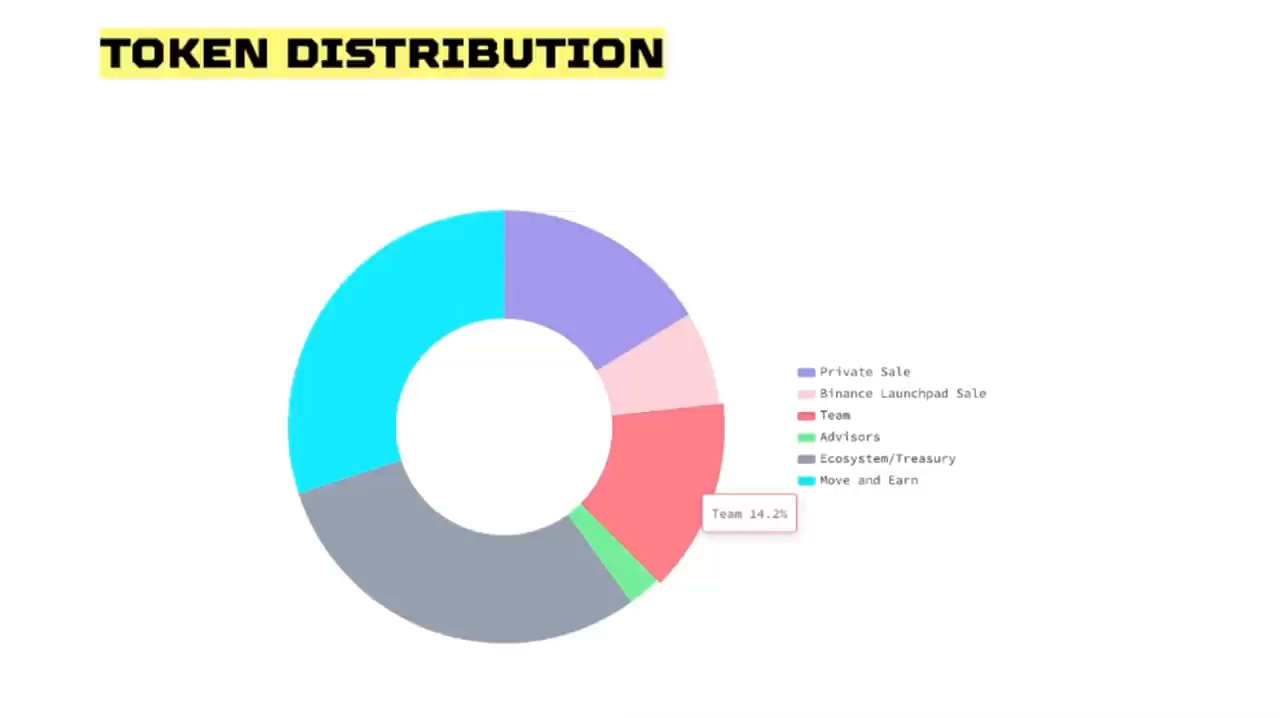 TOKEN DISTRIBUTION
Private Sale
Binance Launchpad Sale
Team
Advisors
Ecosystem/Treasury
Move and Earn
Team 14.2%